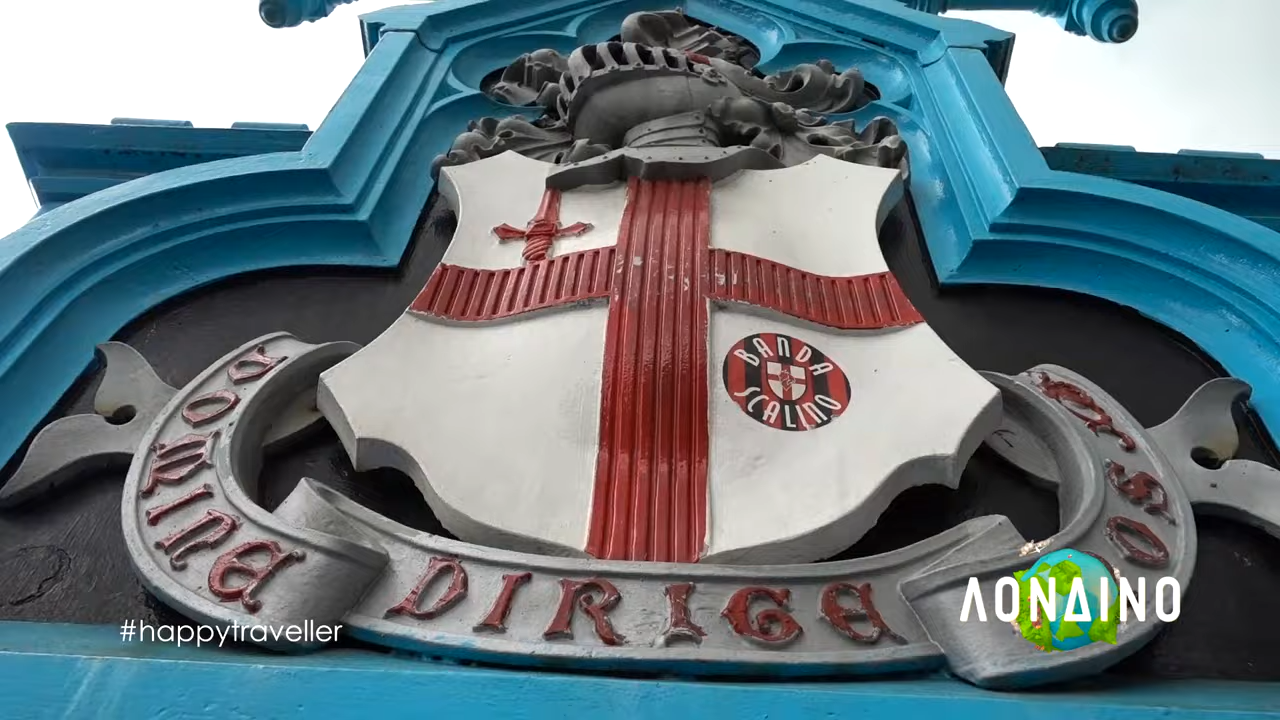 BANDA
SCALINO
DOMINE DIRIGE NOS
#happytraveller
ΛΟΝΔΙΝΟ